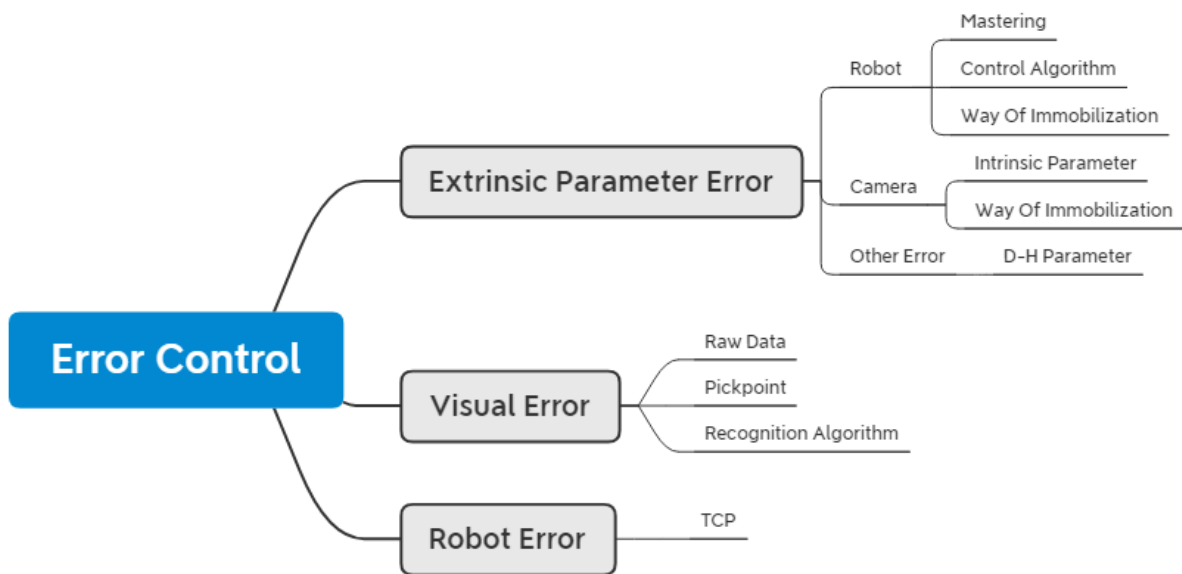 Error Control
Extrinsic Parameter Error
Robot
Mastering
Control Algorithm
Way Of Immobilization
Camera
Intrinsic Parameter
Way Of Immobilization
Other Error
D-H Parameter
Visual Error
Raw Data
Pickpoint
Recognition Algorithm
Robot Error
TCP